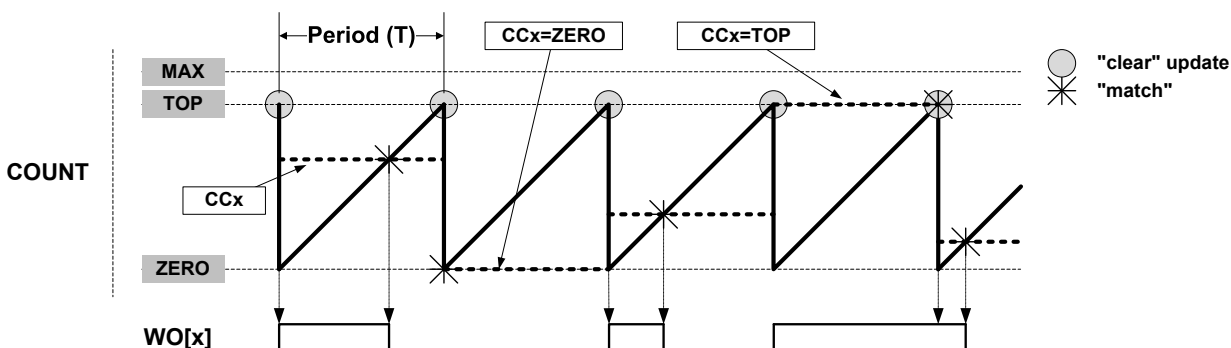 Period (T)
CCx=ZERO
CCx=TOP
"clear" update
"match"
MAX
TOP
COUNT
CCx
ZERO
WO[x]